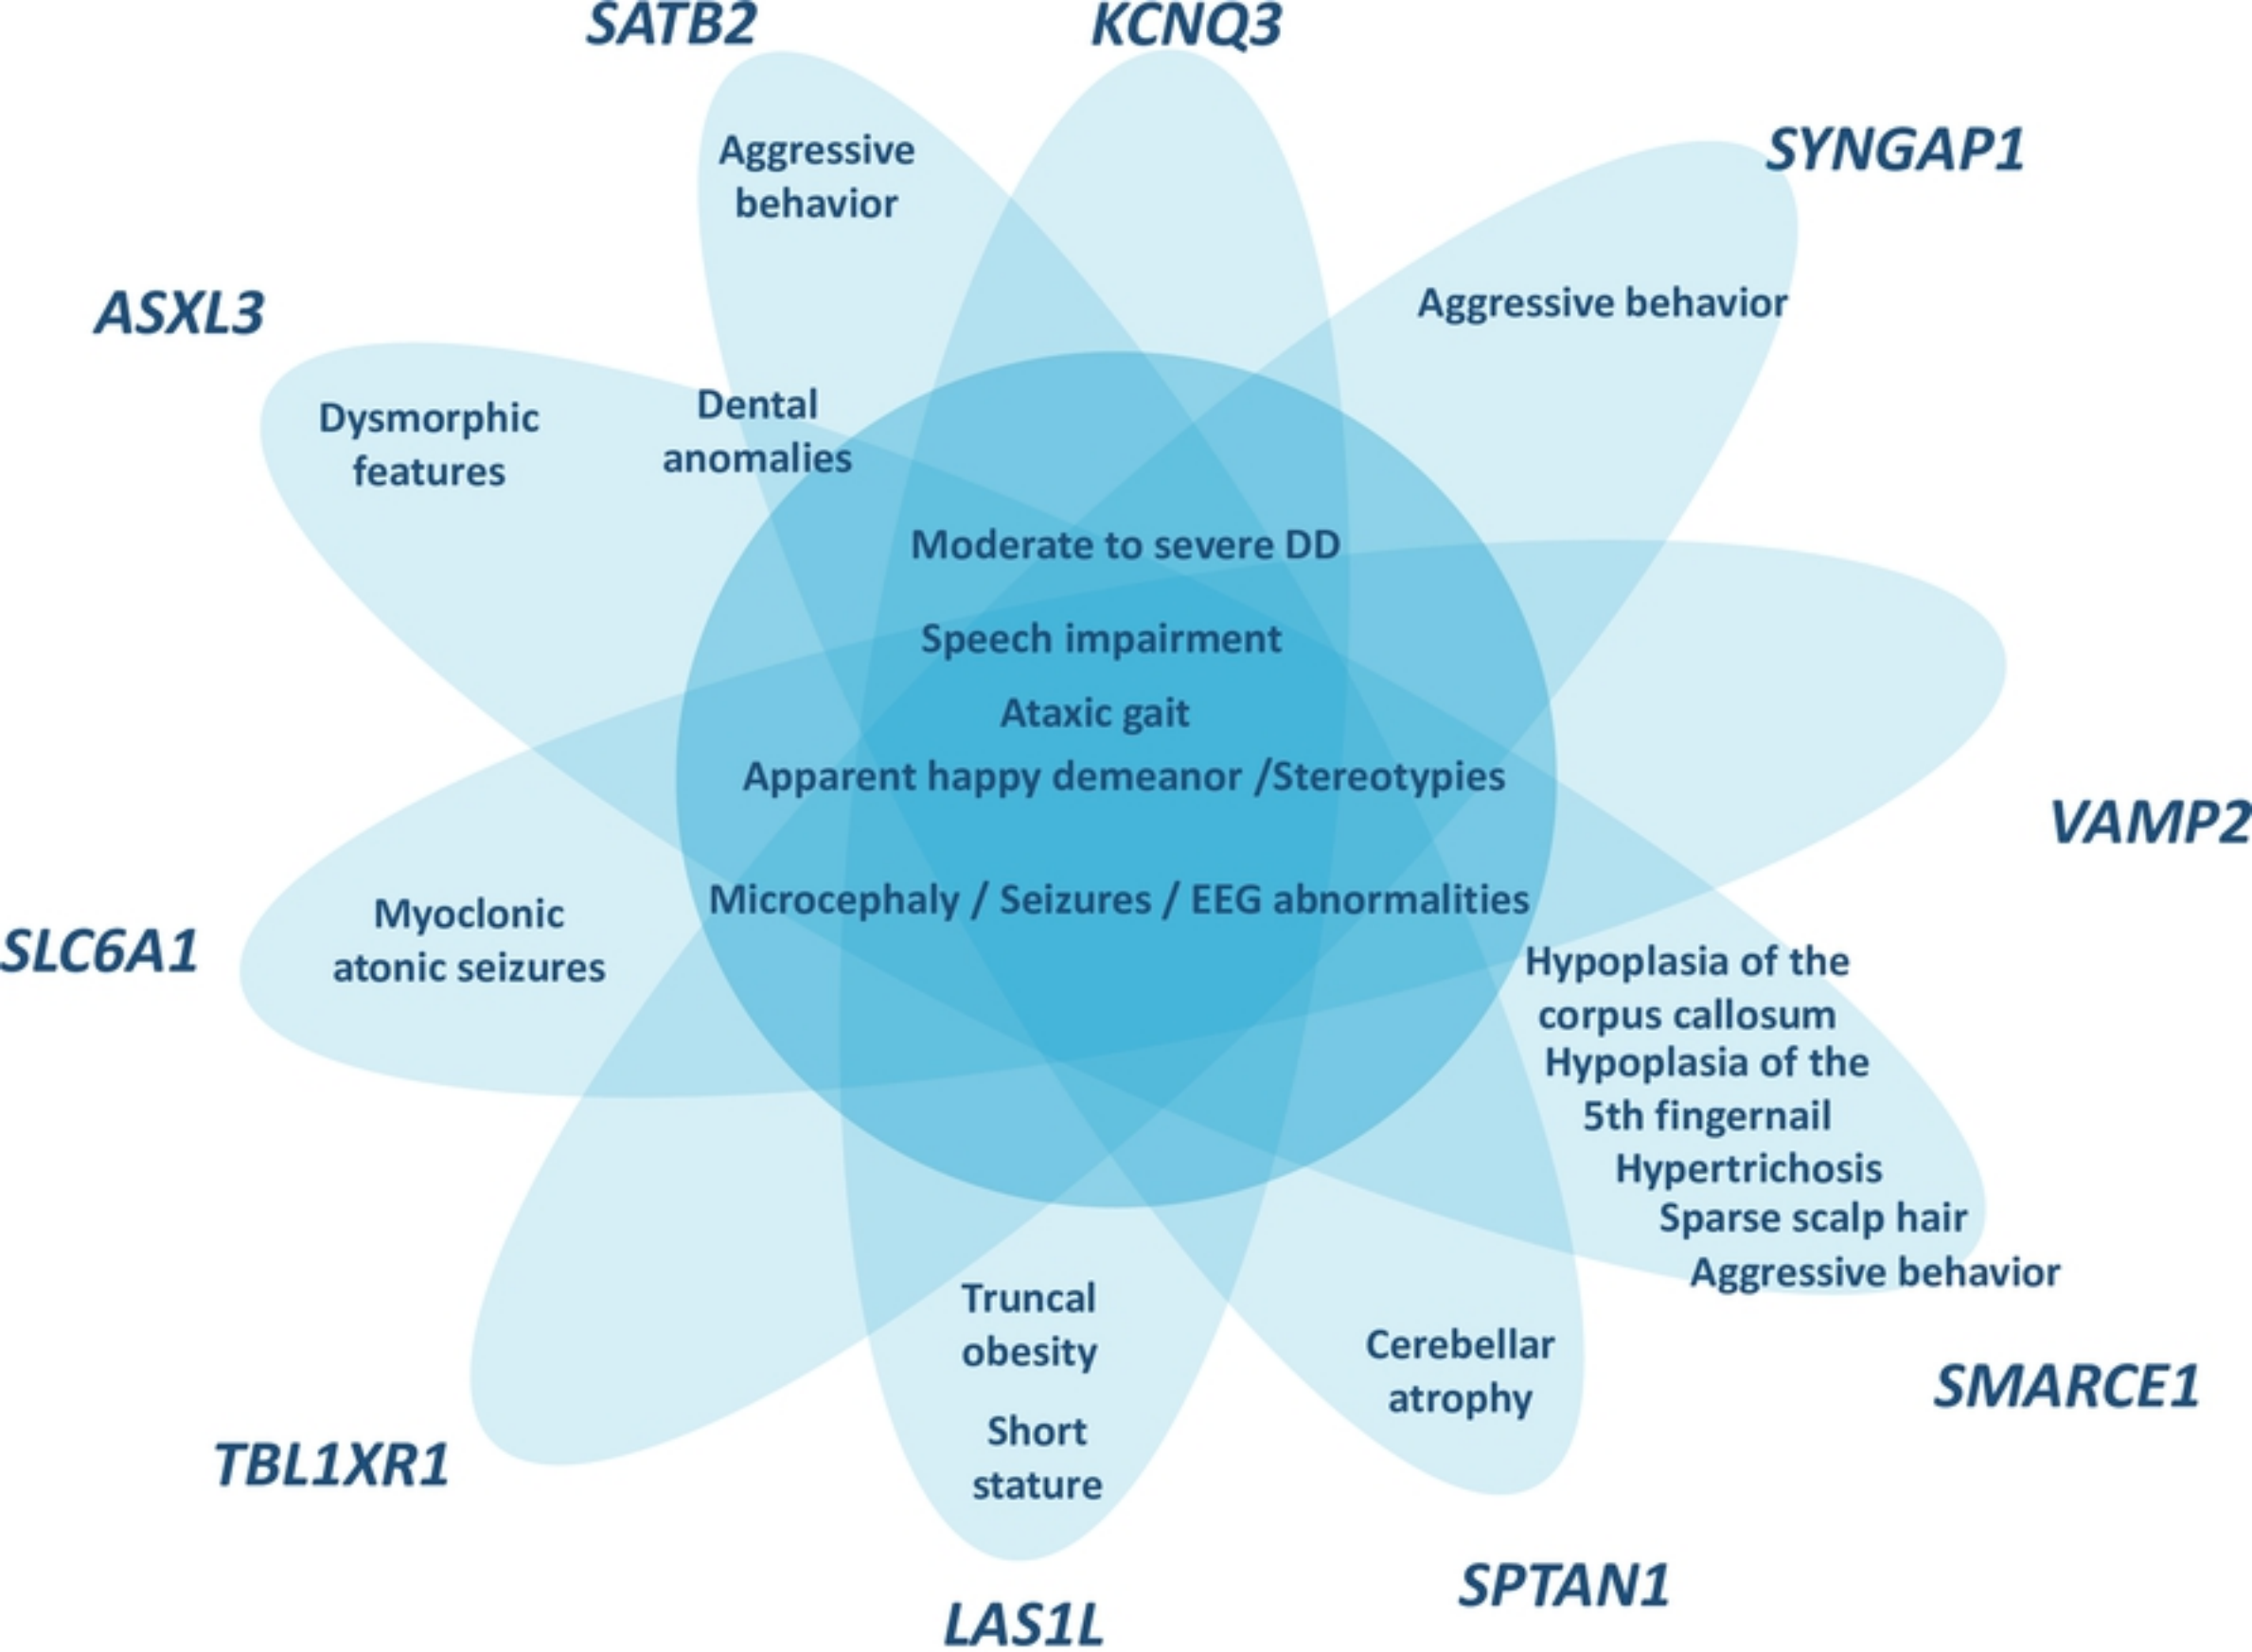 SATB2
KCNQ3
SYNGAP1
Aggressive
behavior
Aggressive behavior
ASXL3
Dysmorphic
features
Dental
anomalies
Moderate to severe DD
Speech impairment
Ataxic gait
Apparent happy demeanor /Stereotypies
VAMP2
Microcephaly / Seizures / EEG abnormalities
SLC6A1
Myoclonic
atonic seizures
Hypoplasia of the
corpus callosum
Hypoplasia of the
5th fingernail
Hypertrichosis
Sparse scalp hair
Aggressive behavior
SMARCE1
Truncal
obesity
Short
stature
Cerebellar
atrophy
TBL1XR1
LAS1L
SPTAN1